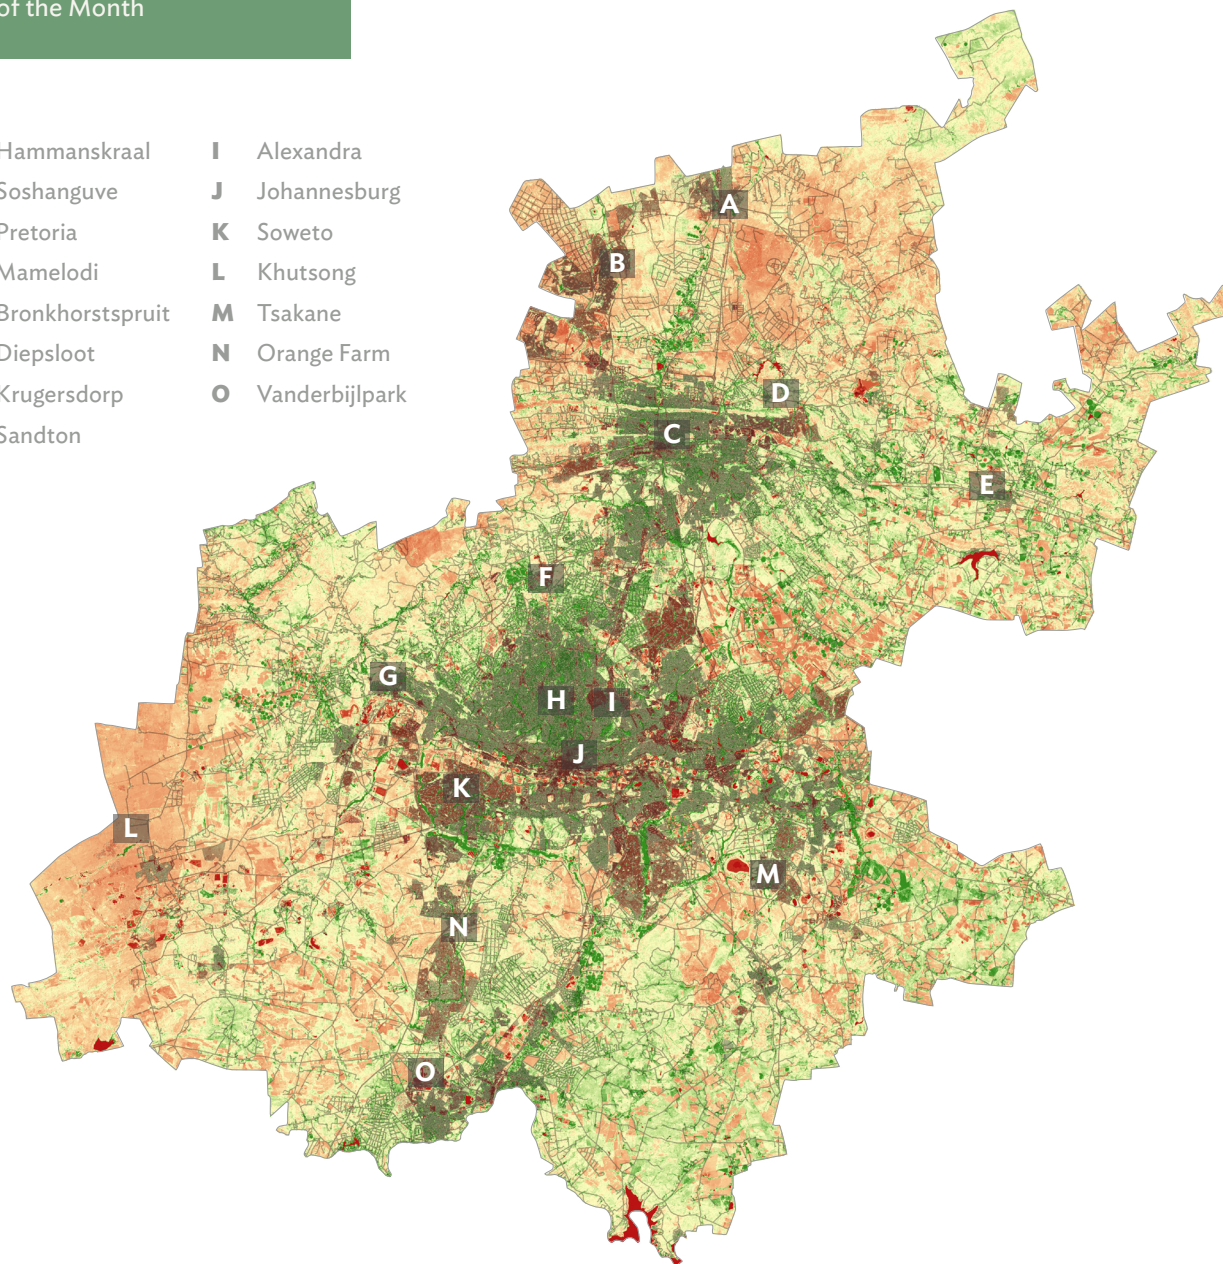 of the Month
Hammanskraal
Soshanguve
Pretoria
Mamelodi
Bronkhorstspruit
Diepsloot
Krugersdorp
Sandton
I Alexandra
J Johannesburg
K Soweto
L Khutsong
M Tsakane
N Orange Farm
O Vanderbijlpark
A
B
D
C
E
F
G
H
I
J
K
L
M
N
O